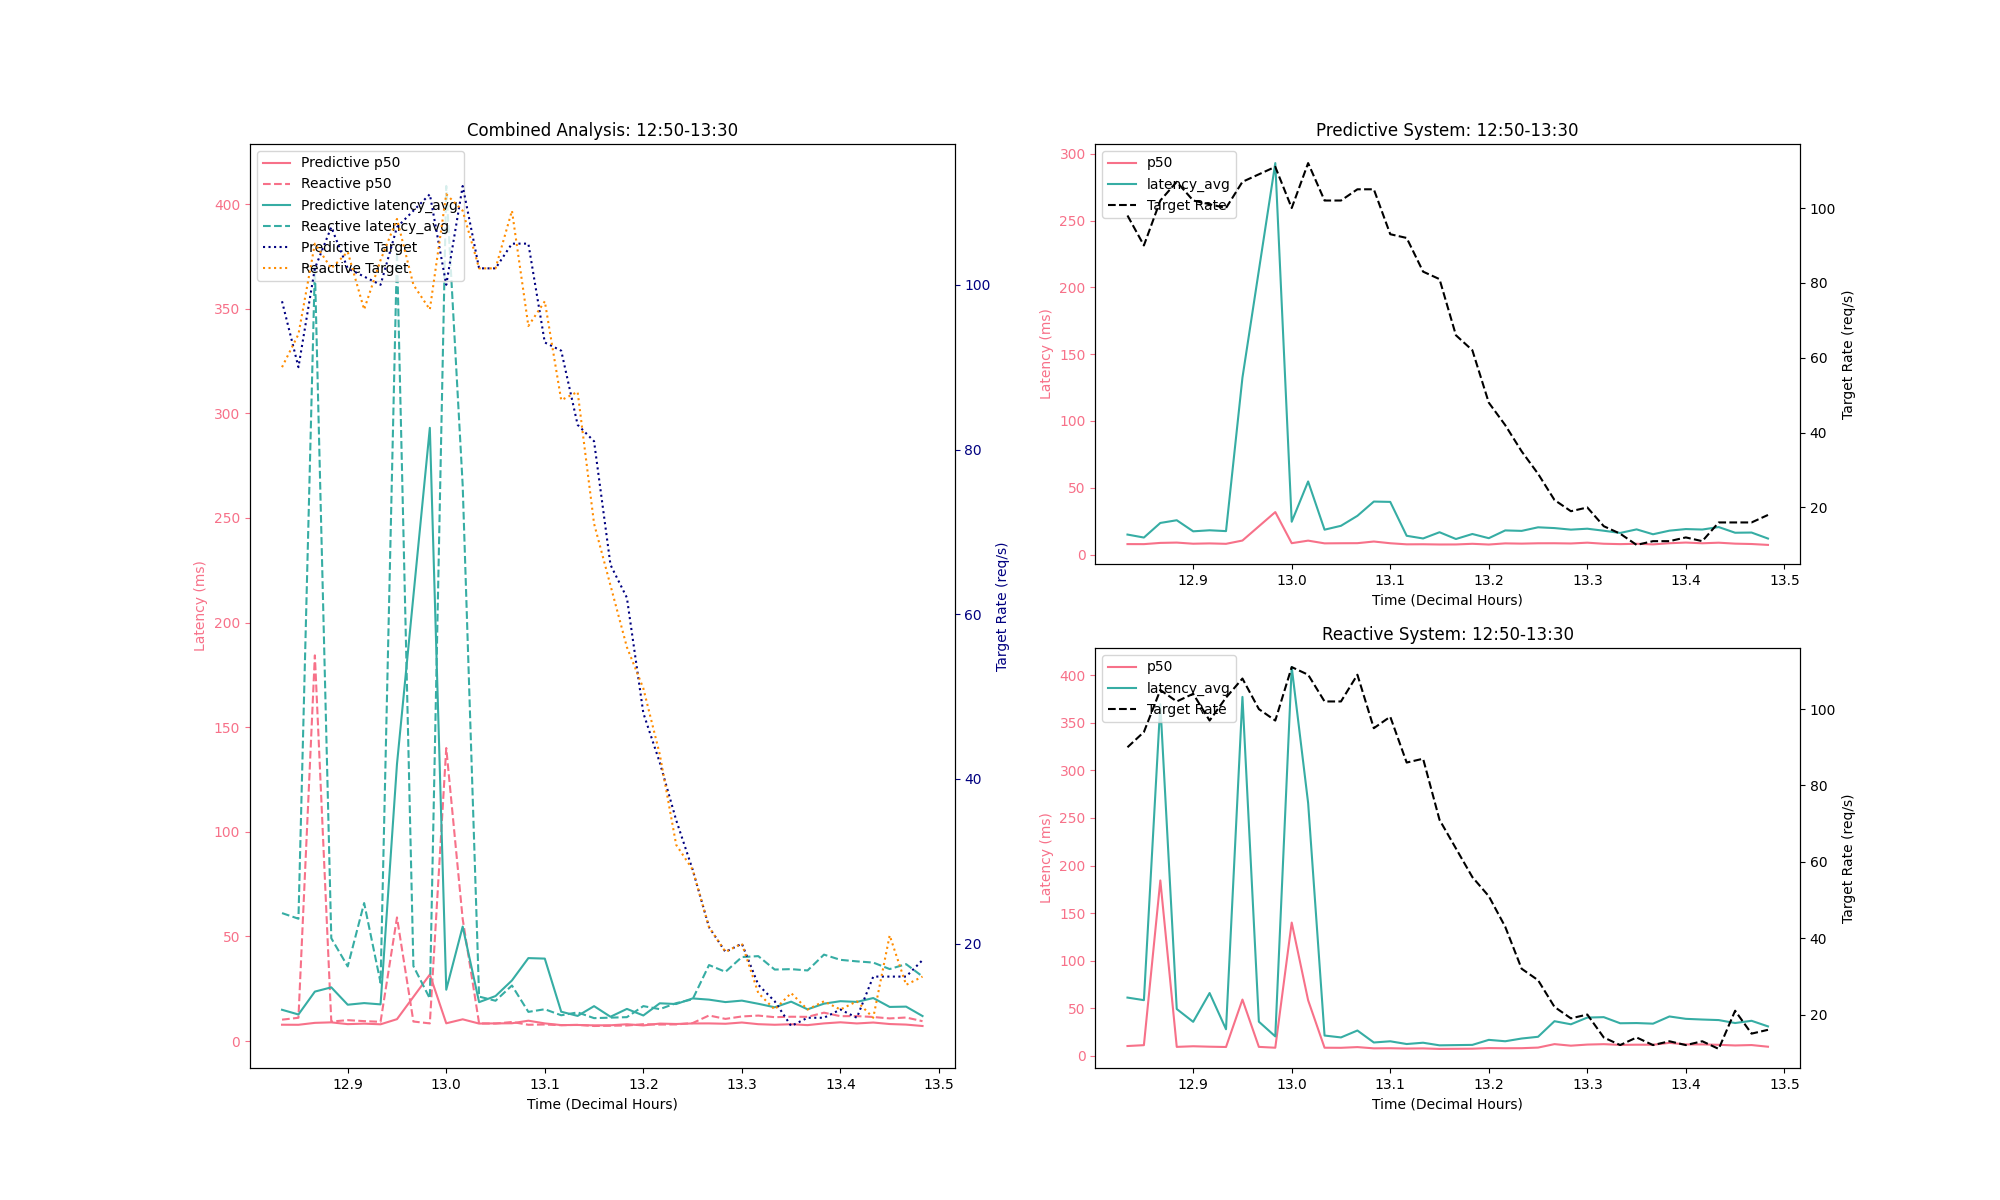 Combined Analysis: 12:50-13:30
Predictive p50
Reactive p50
Predictive latency_avg
Reactive latency_avg
Predictive Target
Reactive Target
400
350
300
250
200
150
100
50
0
Latency (ms)
100
80
60
40
20
Target Rate (req/s)
12.9 13.0 13.1 13.2 13.3 13.4 13.5
Time (Decimal Hours)
Predictive System: 12:50-13:30
p50
latency_avg
Target Rate
300
250
200
150
100
50
0
Latency (ms)
100
80
60
40
20
Target Rate (req/s)
12.9 13.0 13.1 13.2 13.3 13.4 13.5
Time (Decimal Hours)
Reactive System: 12:50-13:30
p50
latency_avg
Target Rate
400
350
300
250
200
150
100
50
0
Latency (ms)
100
80
60
40
20
Target Rate (req/s)
12.9 13.0 13.1 13.2 13.3 13.4 13.5
Time (Decimal Hours)